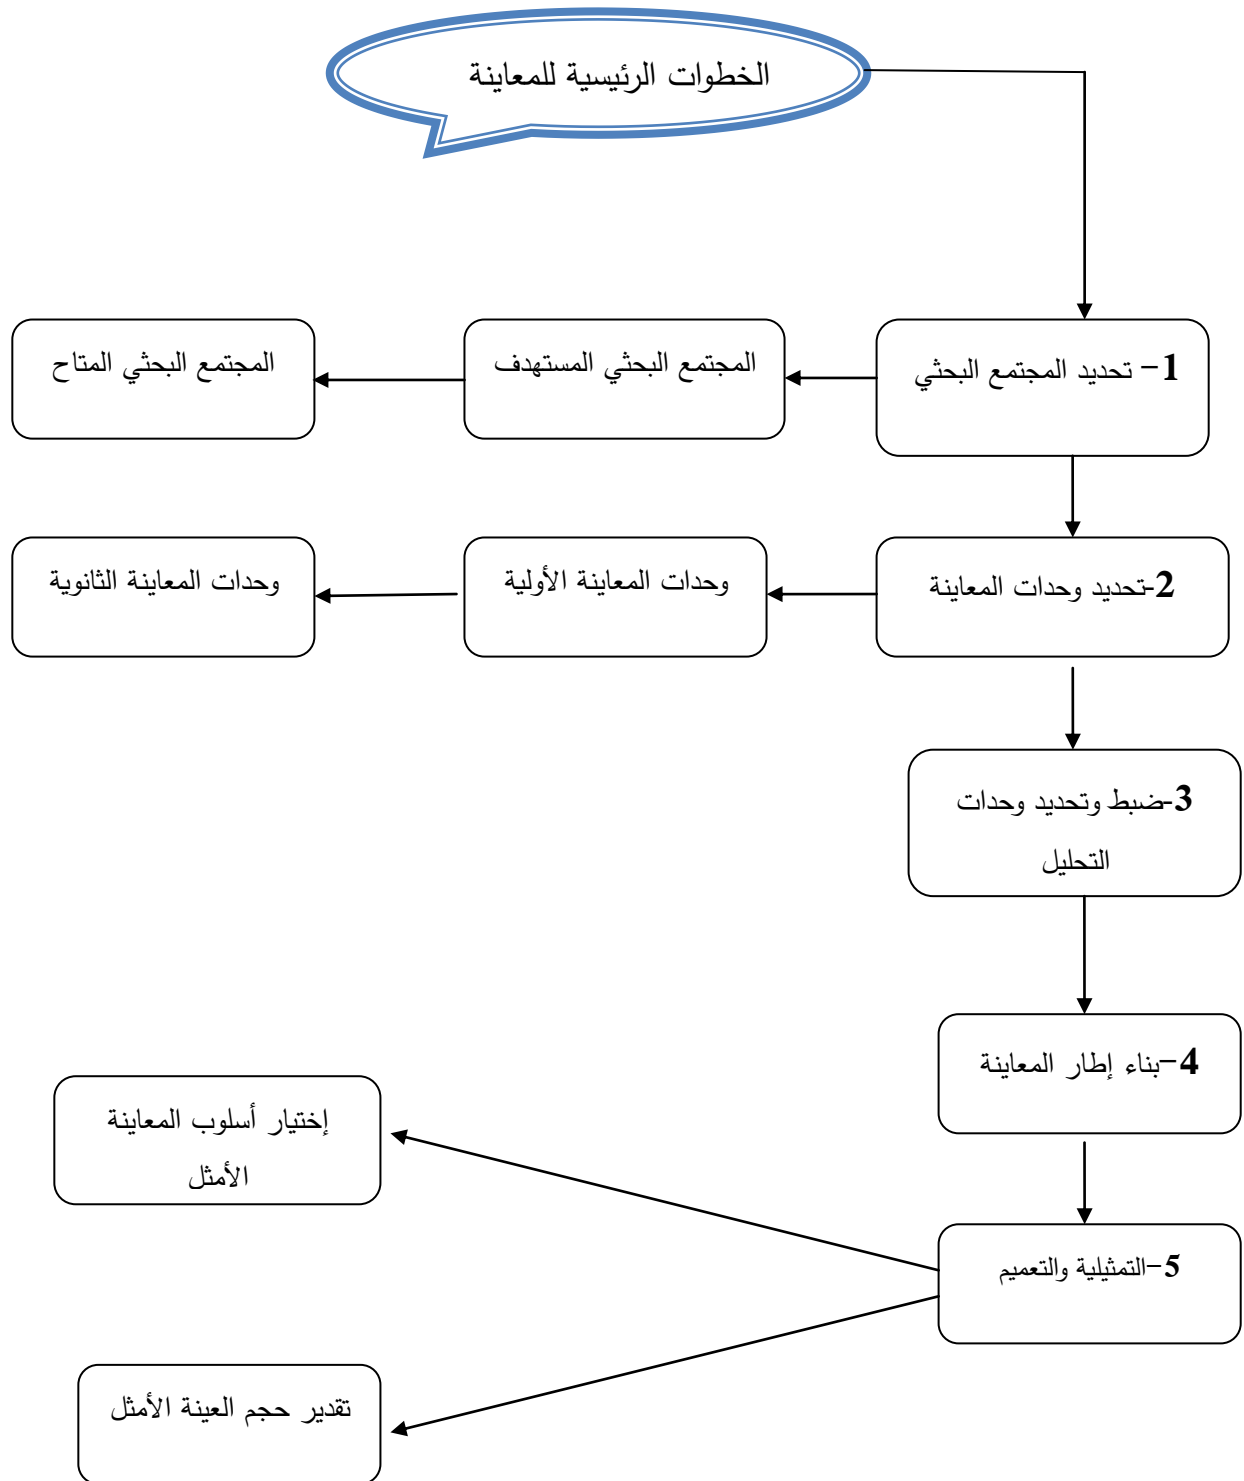 الخطوات الرئيسية للمعاينة
1– تحديد المجتمع البحثي
المجتمع البحثي المستهدف
المجتمع البحثي المتاح
2-تحديد وحدات المعاينة
وحدات المعاينة الأولية
وحدات المعاينة الثانوية
3-ضبط وتحديد وحدات
التحليل
4–بناء إطار المعاينة
5–التمثيلية والتعميم
إختيار أسلوب المعاينة
الأمثل
تقدير حجم العينة الأمثل